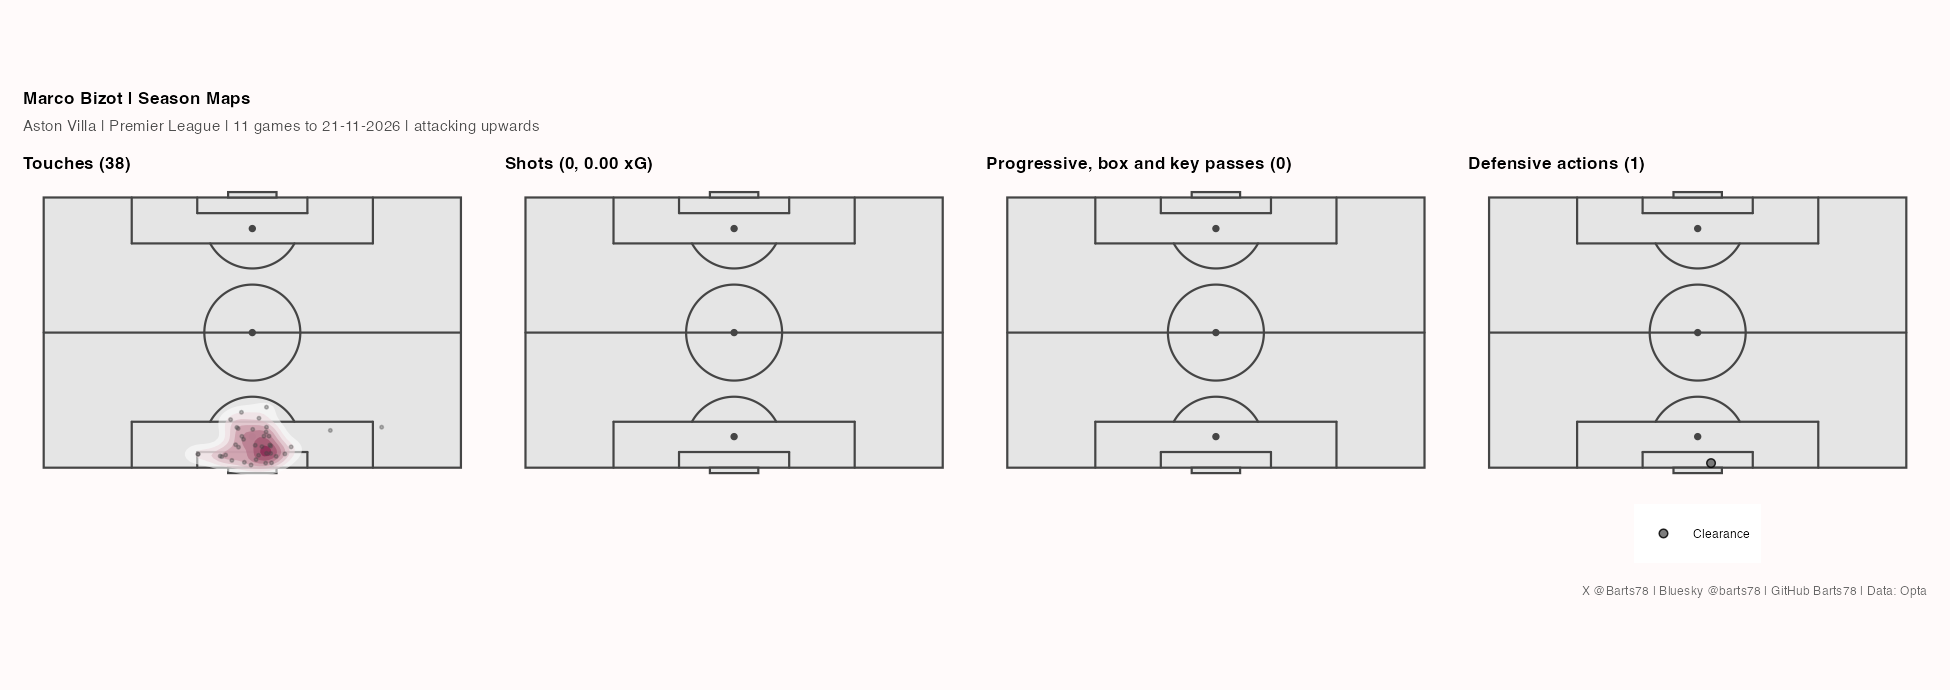 Marco Bizot | Season Maps
Aston Villa | Premier League | 11 games to 21-11-2026 | attacking upwards
Touches (38)
Shots (0, 0.00 xG)
Progressive, box and key passes (0)
Defensive actions (1)
Clearance
X @Barts78 | Bluesky @barts78 | GitHub Barts78 | Data: Opta